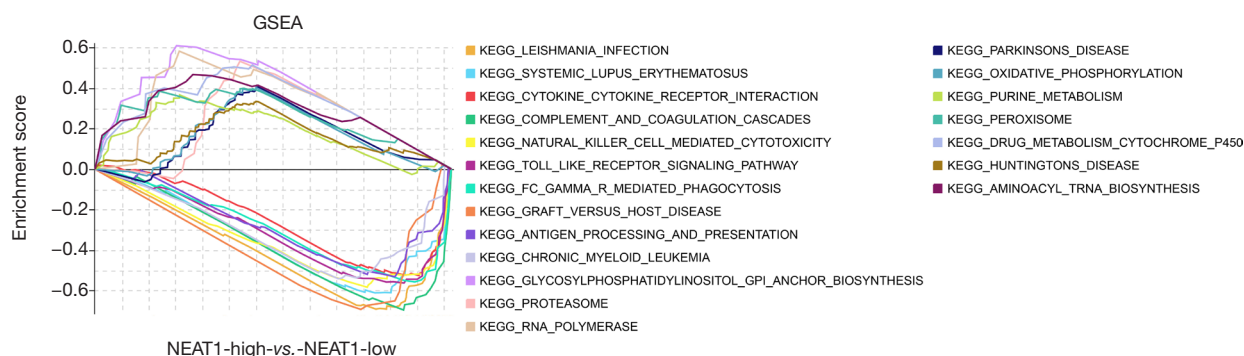 GSEA
Enrichment score
0.6
0.4
0.2
0.0
−0.2
−0.4
−0.6
NEAT1-high-vs.-NEAT1-low
KEGG_LEISHMANIA_INFECTION
KEGG_SYSTEMIC_LUPUS_ERYTHEMATOSUS
KEGG_CYTOKINE_CYTOKINE_RECEPTOR_INTERACTION
KEGG_COMPLEMENT_AND_COAGULATION_CASCADES
KEGG_NATURAL_KILLER_CELL_MEDIATED_CYTOTOXICITY
KEGG_TOLL_LIKE_RECEPTOR_SIGNALING_PATHWAY
KEGG_FC_GAMMA_R_MEDIATED_PHAGOCYTOSIS
KEGG_GRAFT_VERSUS_HOST_DISEASE
KEGG_ANTIGEN_PROCESSING_AND_PRESENTATION
KEGG_CHRONIC_MYELOID_LEUKEMIA
KEGG_GLYCOSYLPHOSPHATIDYLINOSITOL_GPI_ANCHOR_BIOSYNTHESIS
KEGG_PROTEASOME
KEGG_RNA_POLYMERASE
KEGG_PARKINSONS_DISEASE
KEGG_OXIDATIVE_PHOSPHORYLATION
KEGG_PURINE_METABOLISM
KEGG_PEROXISOME
KEGG_DRUG_METABOLISM_CYTOCHROME_P450
KEGG_HUNTINGTONS_DISEASE
KEGG_AMINOACYL_TRNA_BIOSYNTHESIS